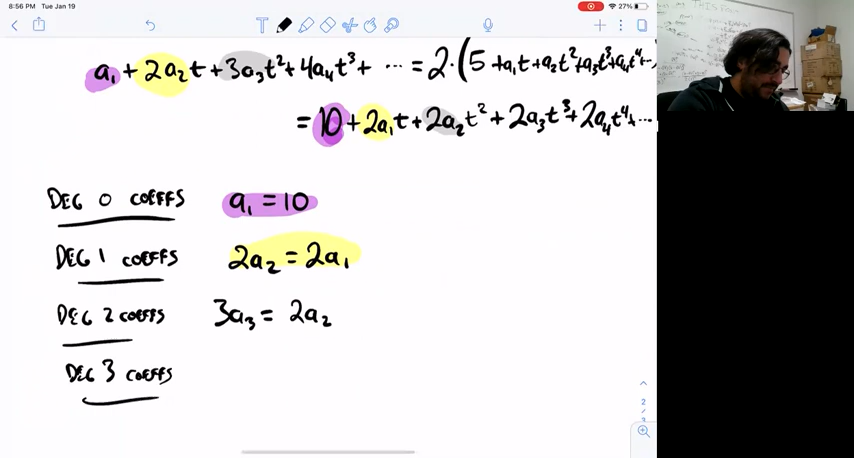 8:56 PM Tue Jan 19
27%
a₁ + 2a₂t + 3a₃t² + 4a₄t³ + ⋯ = 2·(5 + a₁t + a₂t² + a₃t³ + a₄t⁴ ⋯
= 10 + 2a₁t + 2a₂t² + 2a₃t³ + 2a₄t⁴ + ⋯
DEG 0 COEFFS a₁ = 10
DEG 1 COEFFS 2a₂ = 2a₁
DEG 2 COEFFS 3a₃ = 2a₂
DEG 3 COEFFS
2
/